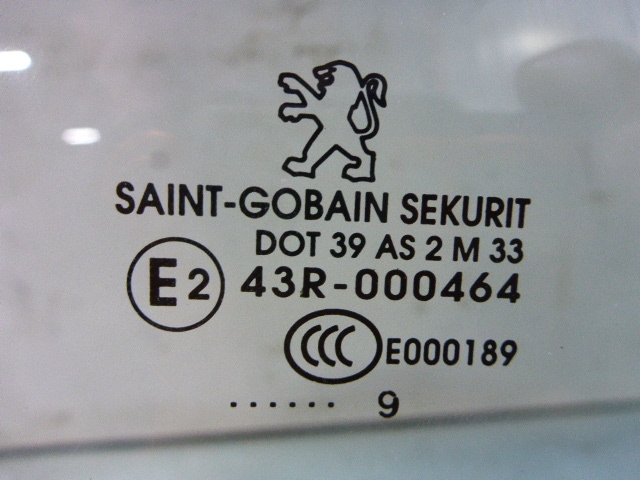 SAINT-GOBAIN SEKURIT
DOT 39 AS 2 M 33
E2 43R-000464
CCC E000189
...... 9